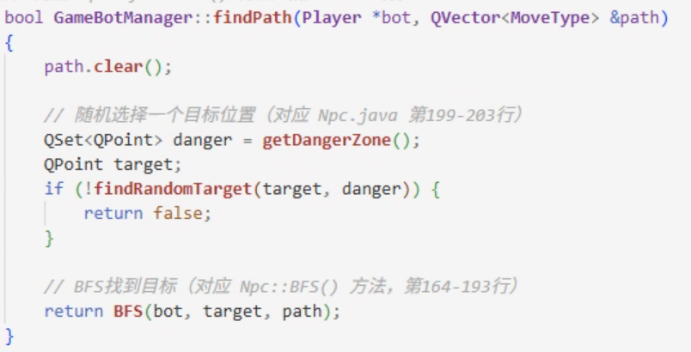 bool GameBotManager::findPath(Player *bot, QVector<MoveType> &path)
{
    path.clear();
    // 随机选择一个目标位置（对应 Npc.java 第199-203行）
    QSet<QPoint> danger = getDangerZone();
    QPoint target;
    if (!findRandomTarget(target, danger)) {
        return false;
    }
    // BFS找到目标（对应 Npc::BFS() 方法，第164-193行）
    return BFS(bot, target, path);
}